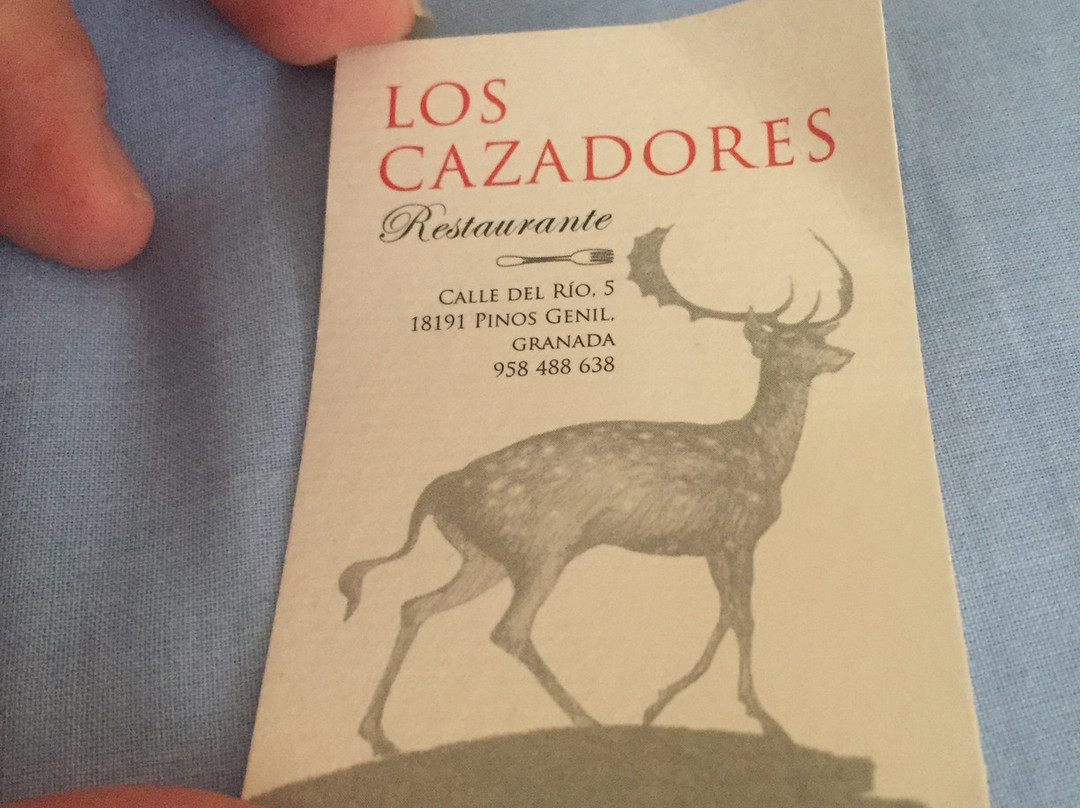 LOS
CAZADORES
Restaurante
CALLE DEL RÍO, 5
18191 PINOS GENIL,
GRANADA
958 488 638